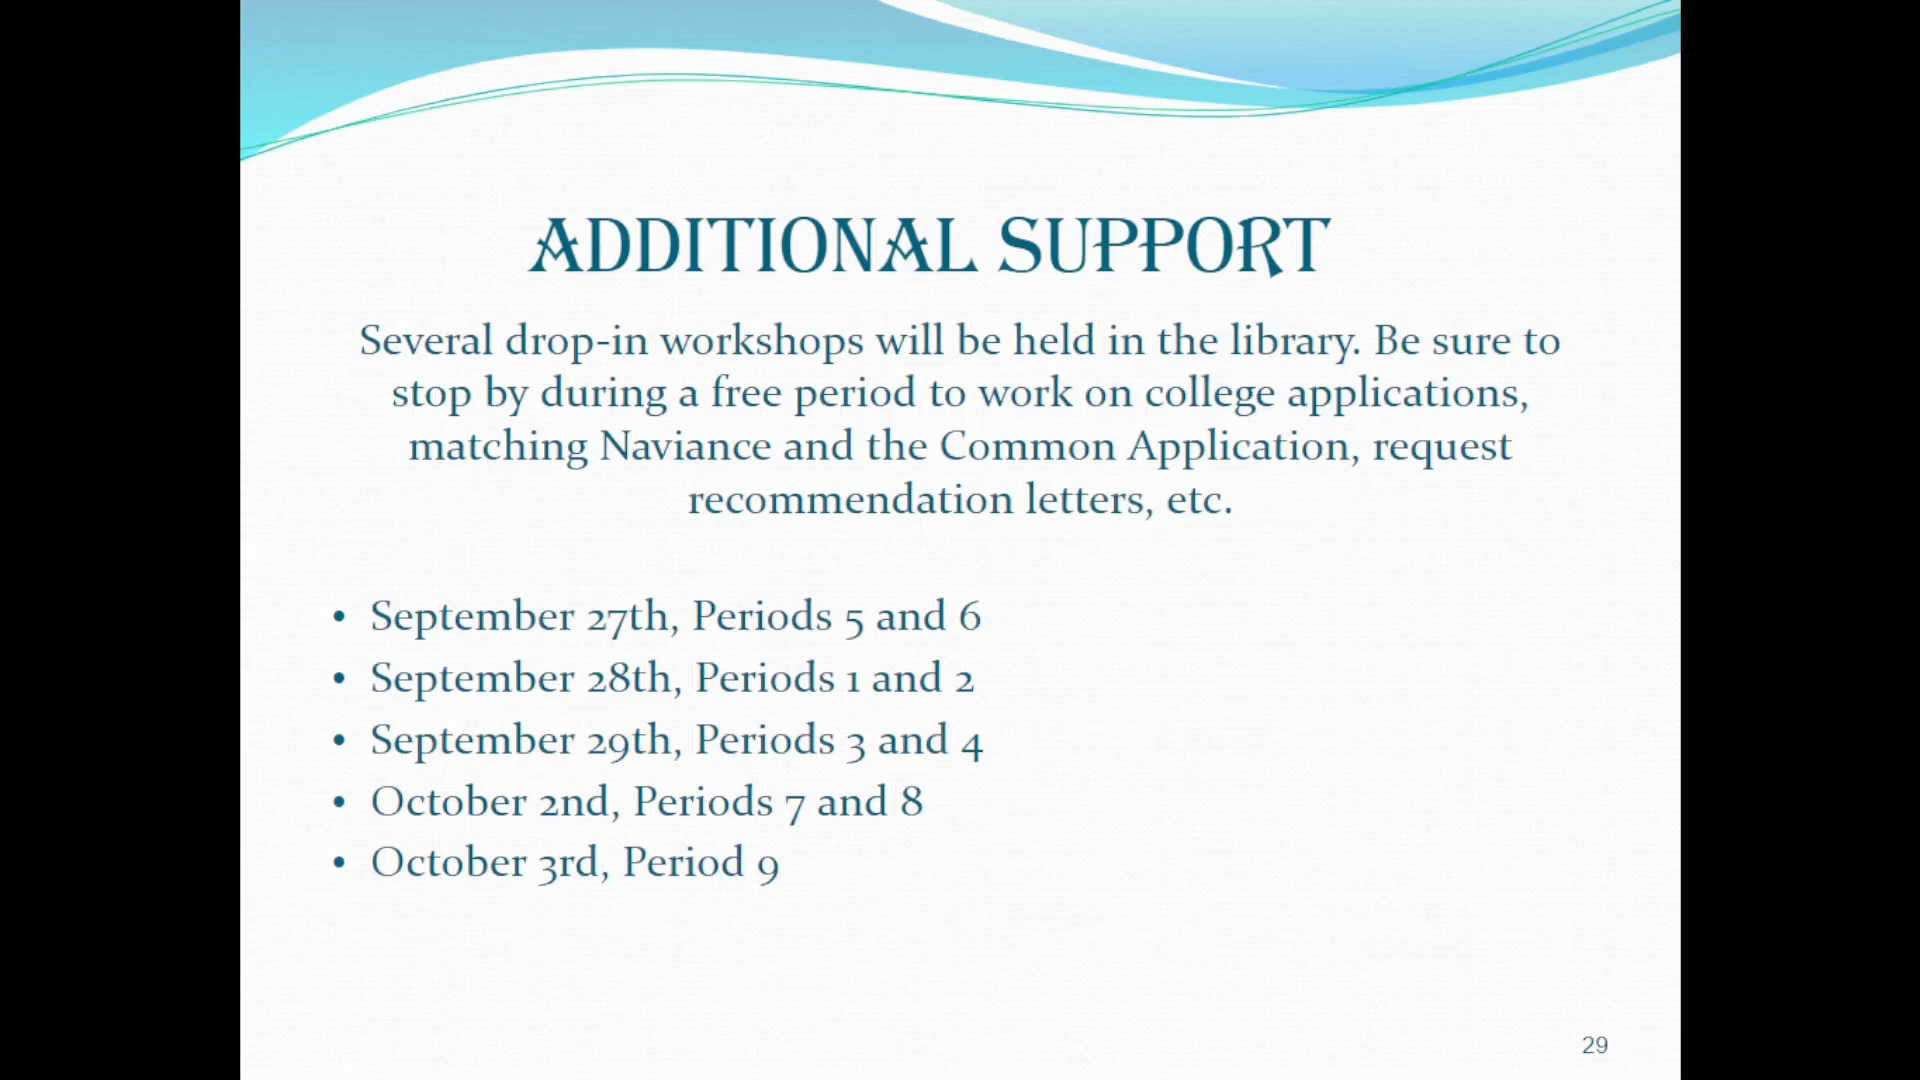 ADDITIONAL SUPPORT
Several drop-in workshops will be held in the library. Be sure to
stop by during a free period to work on college applications,
matching Naviance and the Common Application, request
recommendation letters, etc.
• September 27th, Periods 5 and 6
• September 28th, Periods 1 and 2
• September 29th, Periods 3 and 4
• October 2nd, Periods 7 and 8
• October 3rd, Period 9
29